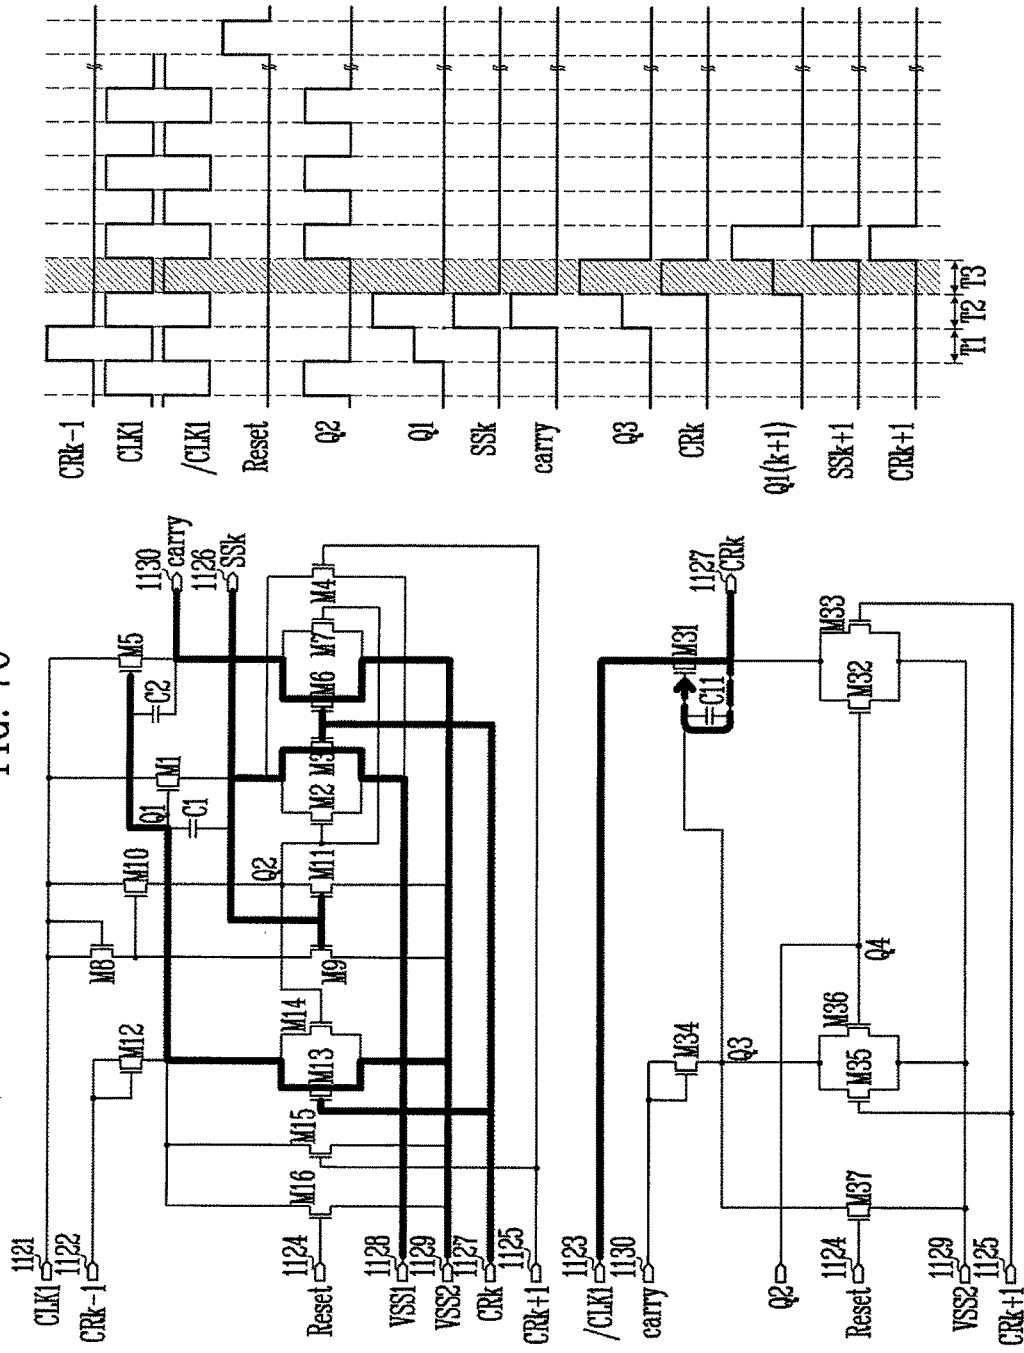 CRk-1
CLK1
/CLK1
Reset
Q2
Q1
SSk
carry
Q3
CRk
Q1(k+1)
SSk+1
CRk+1
T1 T2 T3
1130 carry
1126 SSk
M5
C2
M1
Q1
C1
M10
M8
M12
M4
M7
M6
M3
M2
Q2
M11
M9
M14
M13
M15
M16
1121 CLK1
1122 CRk-1
1124 Reset
1128 VSS1
1129 VSS2
1127 CRk
1125 CRk+1
1127 CRk
M31
C11
M33
M32
Q4
M34
Q3
M36
M35
M37
1123 /CLK1
1130 carry
Q2
1124 Reset
1129 VSS2
1125 CRk+1